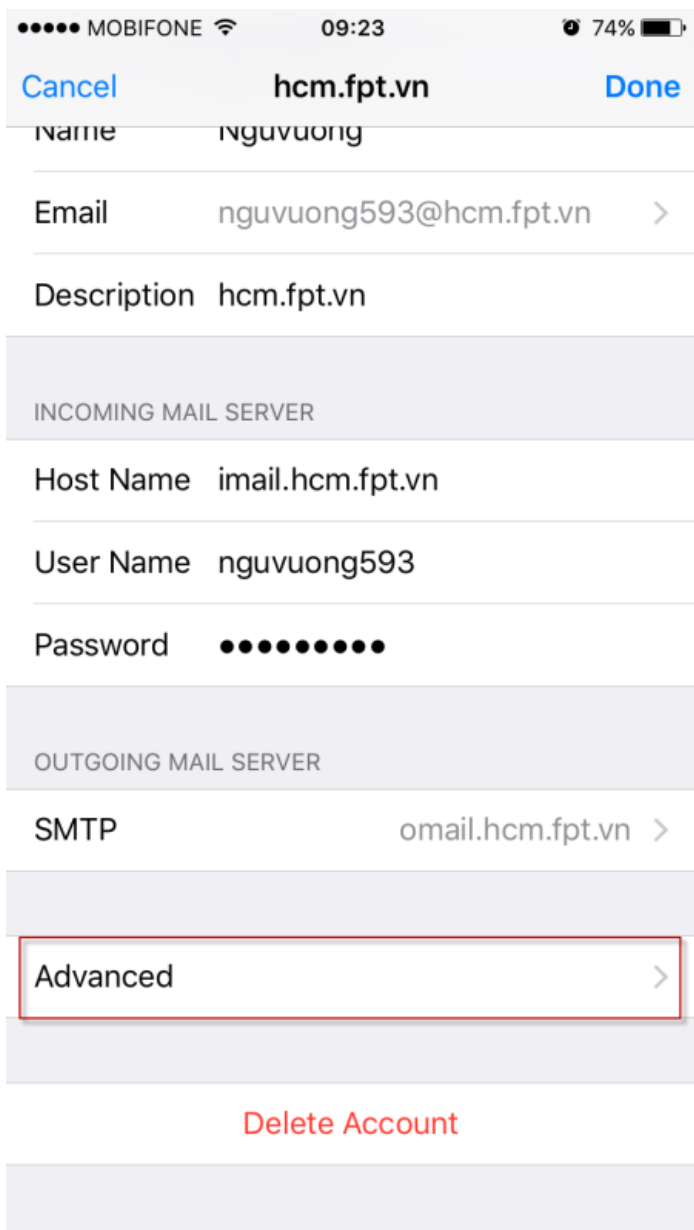 MOBIFONE 09:23 74%
Cancel hcm.fpt.vn Done
Name Nguvuong
Email nguvuong593@hcm.fpt.vn
Description hcm.fpt.vn
INCOMING MAIL SERVER
Host Name imail.hcm.fpt.vn
User Name nguvuong593
Password ●●●●●●●●●
OUTGOING MAIL SERVER
SMTP omail.hcm.fpt.vn
Advanced
Delete Account